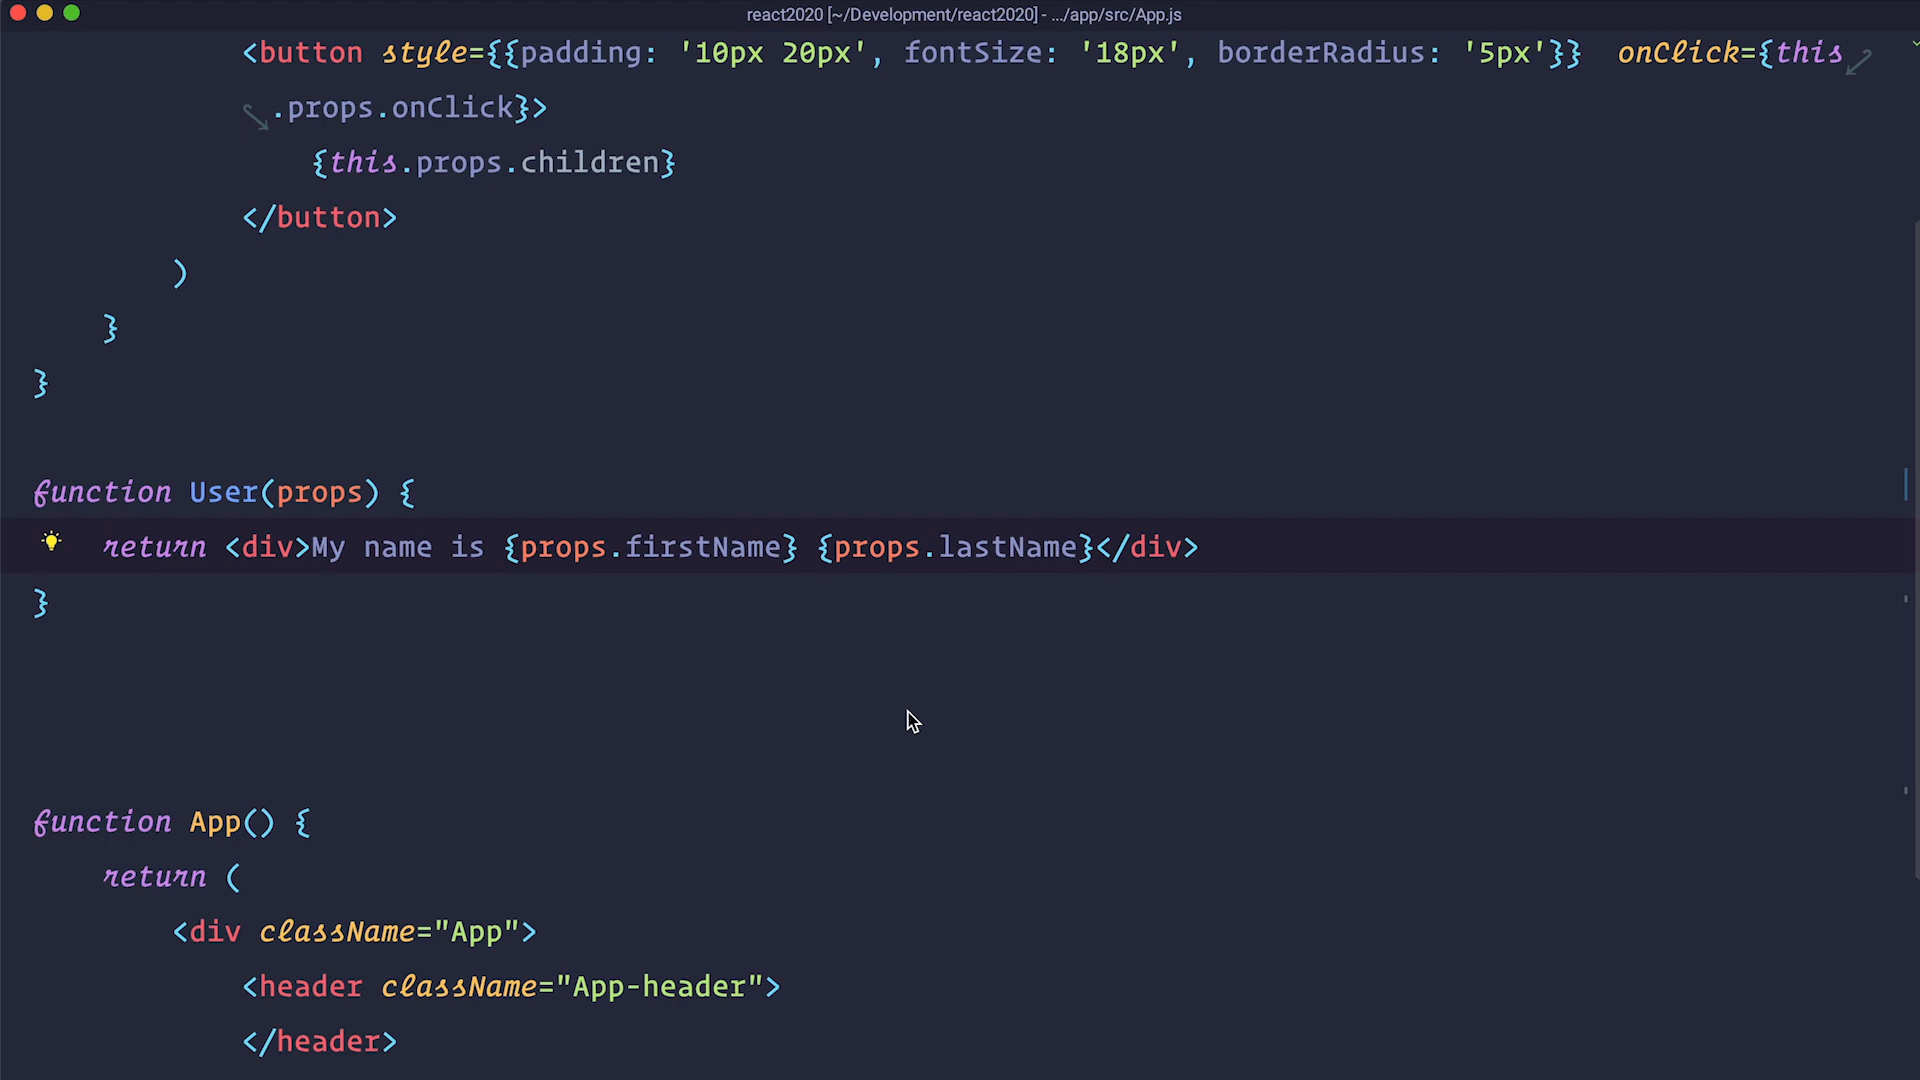 react2020 [~/Development/react2020] - .../app/src/App.js
<button style={{padding: '10px 20px', fontSize: '18px', borderRadius: '5px'}} onClick={this
.props.onClick}>
{this.props.children}
</button>
)
}
}
function User(props) {
return <div>My name is {props.firstName} {props.lastName}</div>
}
function App() {
return (
<div className="App">
<header className="App-header">
</header>